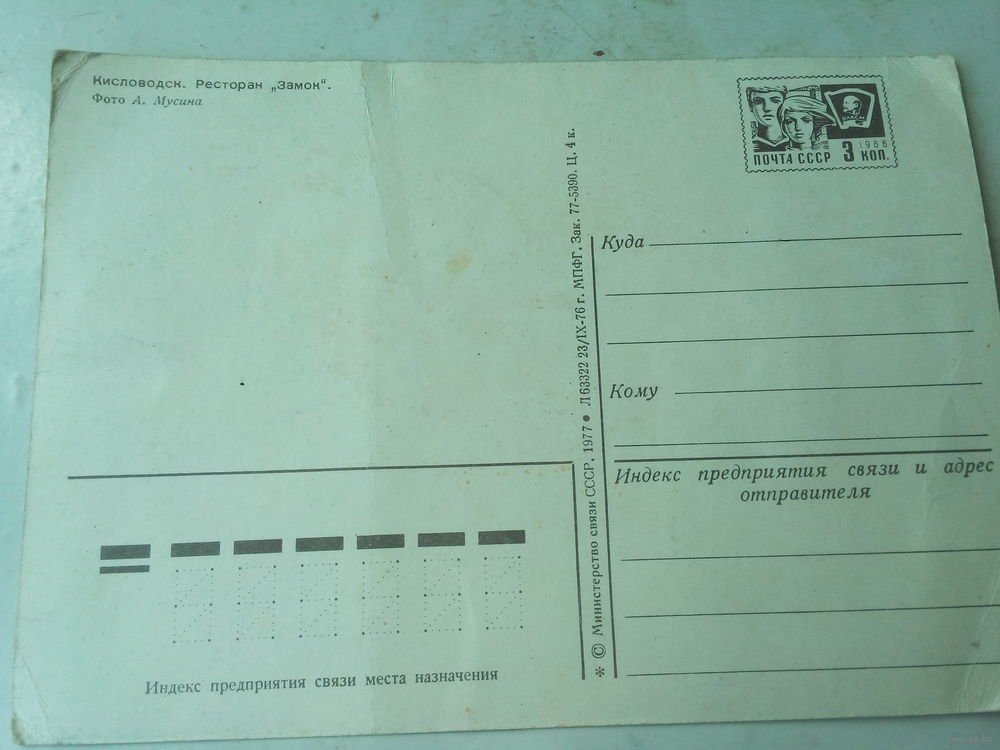 Кисловодск. Ресторан „Замок“.
Фото А. Мусина
ВЛКСМ
1966
ПОЧТА СССР 3 КОП.
Куда
Кому
Индекс предприятия связи и адрес
отправителя
* © Министерство связи СССР, 1977 ● Л 63322 23/IX-76 г. МПФГ. Зак. 77-5390. Ц. 4 к.
Индекс предприятия связи места назначения